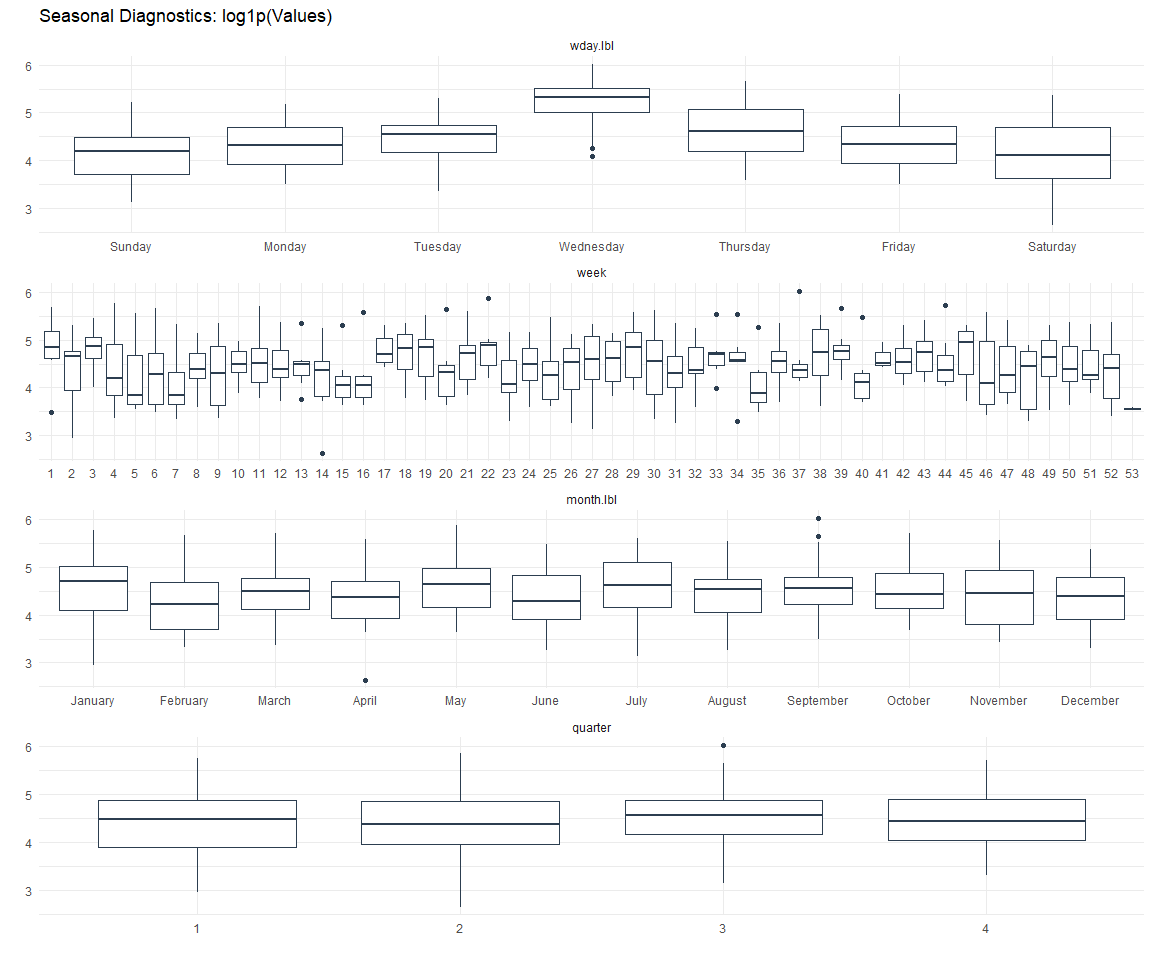 Seasonal Diagnostics: log1p(Values)
wday.lbl
6
5
4
3
Sunday Monday Tuesday Wednesday Thursday Friday Saturday
week
6
5
4
3
1 2 3 4 5 6 7 8 9 10 11 12 13 14 15 16 17 18 19 20 21 22 23 24 25 26 27 28 29 30 31 32 33 34 35 36 37 38 39 40 41 42 43 44 45 46 47 48 49 50 51 52 53
month.lbl
6
5
4
3
January February March April May June July August September October November December
quarter
6
5
4
3
1 2 3 4